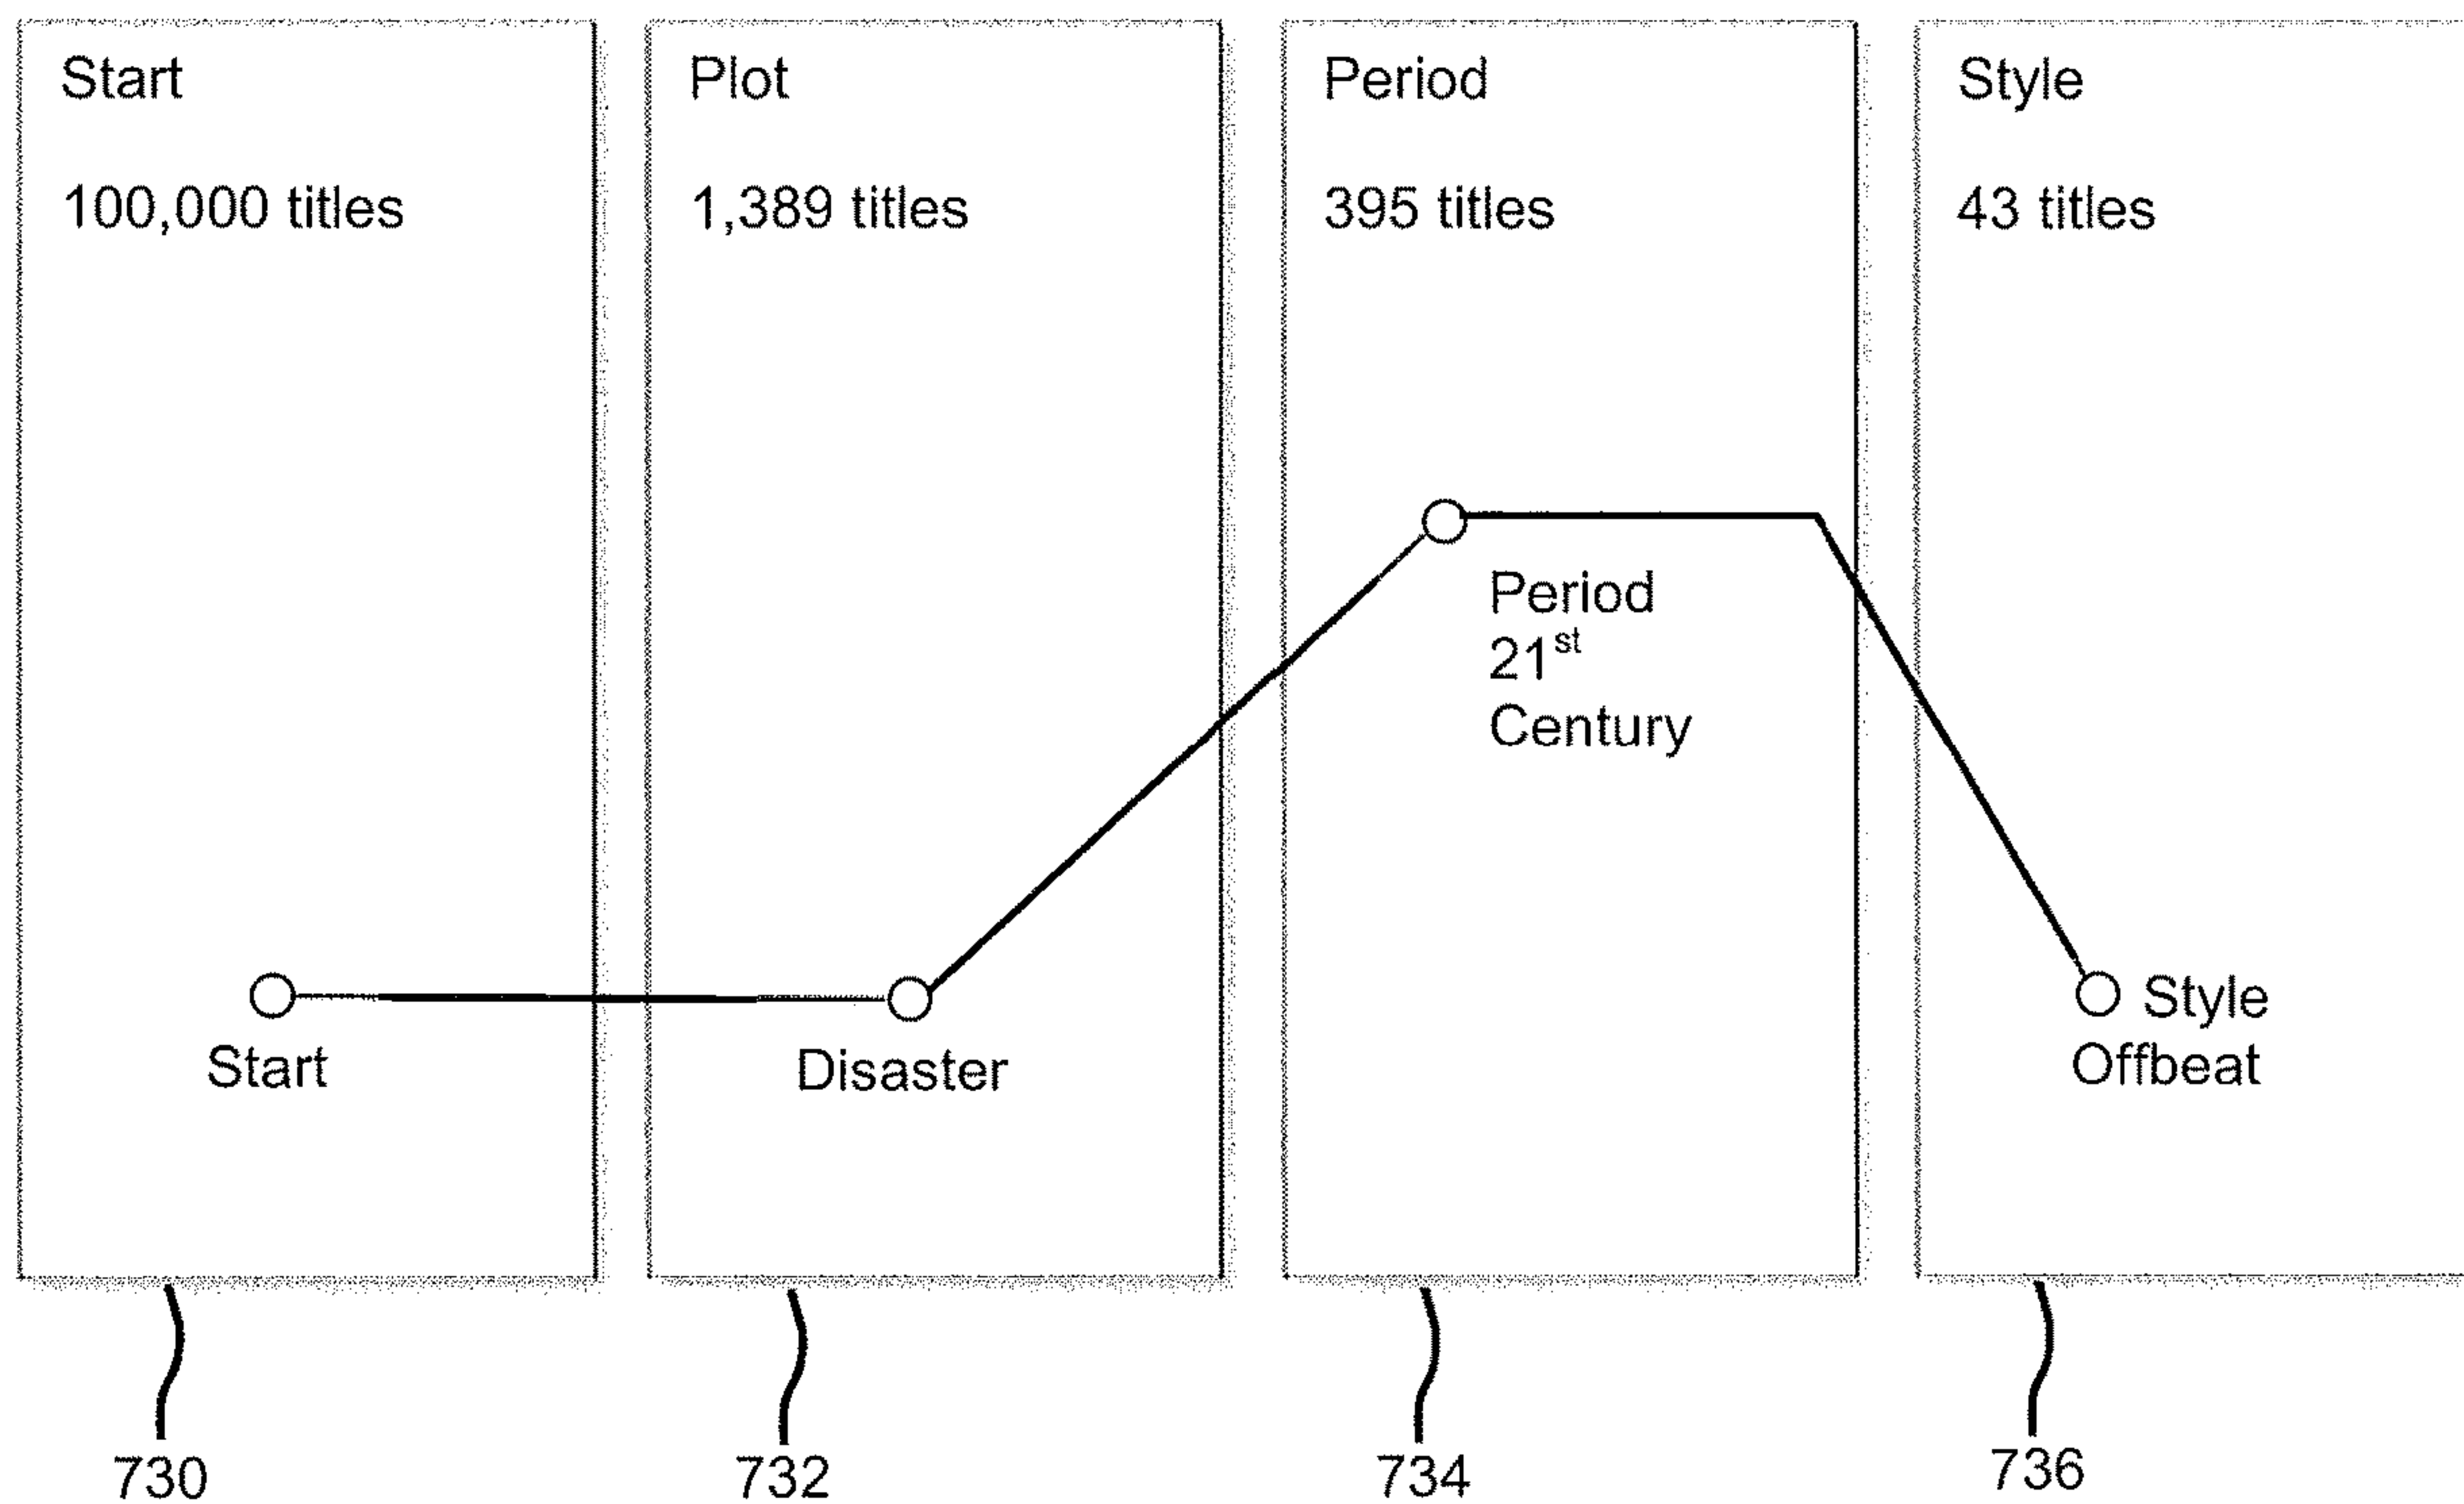 Start
100,000 titles
Start
730
Plot
1,389 titles
Disaster
732
Period
395 titles
Period
21st
Century
734
Style
43 titles
Style
Offbeat
736